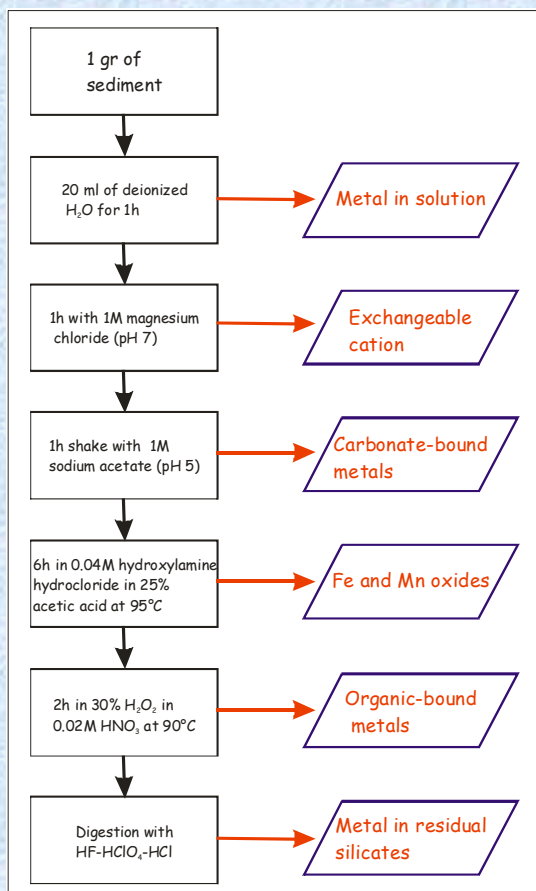 1 gr of
sediment
20 ml of deionized
H₂O for 1h
Metal in solution
1h with 1M magnesium
chloride (pH 7)
Exchangeable
cation
1h shake with 1M
sodium acetate (pH 5)
Carbonate-bound
metals
6h in 0.04M hydroxylamine
hydrocloride in 25%
acetic acid at 95°C
Fe and Mn oxides
2h in 30% H₂O₂ in
0.02M HNO₃ at 90°C
Organic-bound
metals
Digestion with
HF-HClO₄-HCl
Metal in residual
silicates